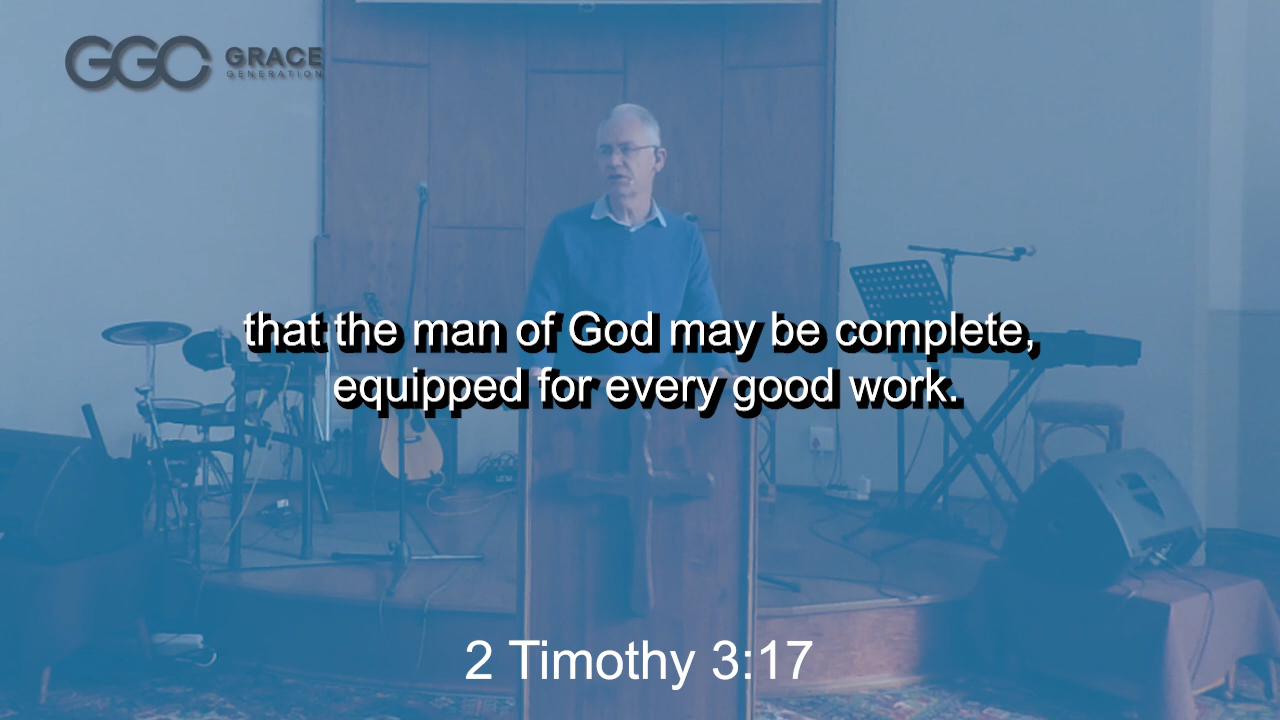 GGC GRACE
GENERATION
that the man of God may be complete,
equipped for every good work.
2 Timothy 3:17